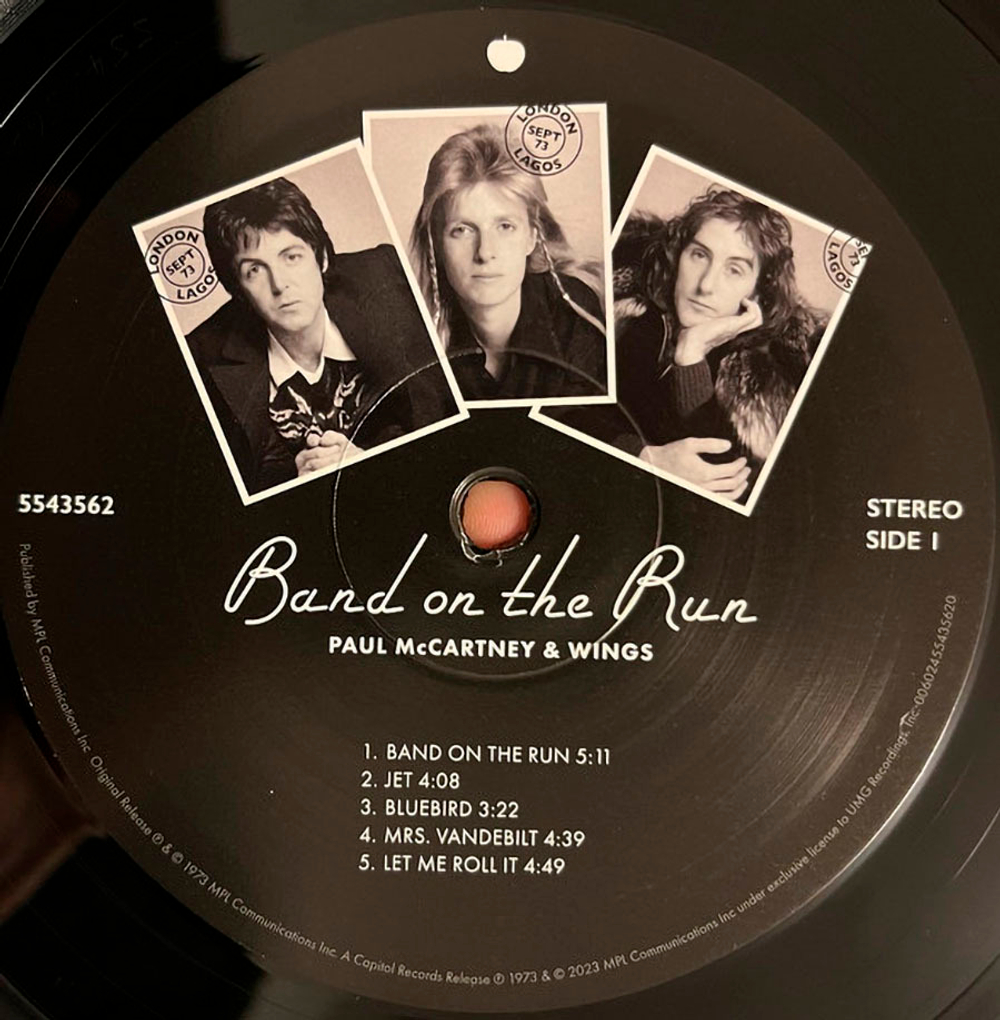 LONDON
SEPT
73
LAGOS
LONDON
SEPT
73
LAGOS
73
LAGOS
5543562
STEREO
SIDE 1
Band on the Run
PAUL McCARTNEY & WINGS
1. BAND ON THE RUN 5:11
2. JET 4:08
3. BLUEBIRD 3:22
4. MRS. VANDEBILT 4:39
5. LET ME ROLL IT 4:49
Published by MPL Communications Inc. Original Release ℗ & © 1973 MPL Communications Inc. A Capitol Records Release ℗ 1973 & © 2023 MPL Communications Inc under exclusive license to UMG Recordings, Inc. 00602455435620